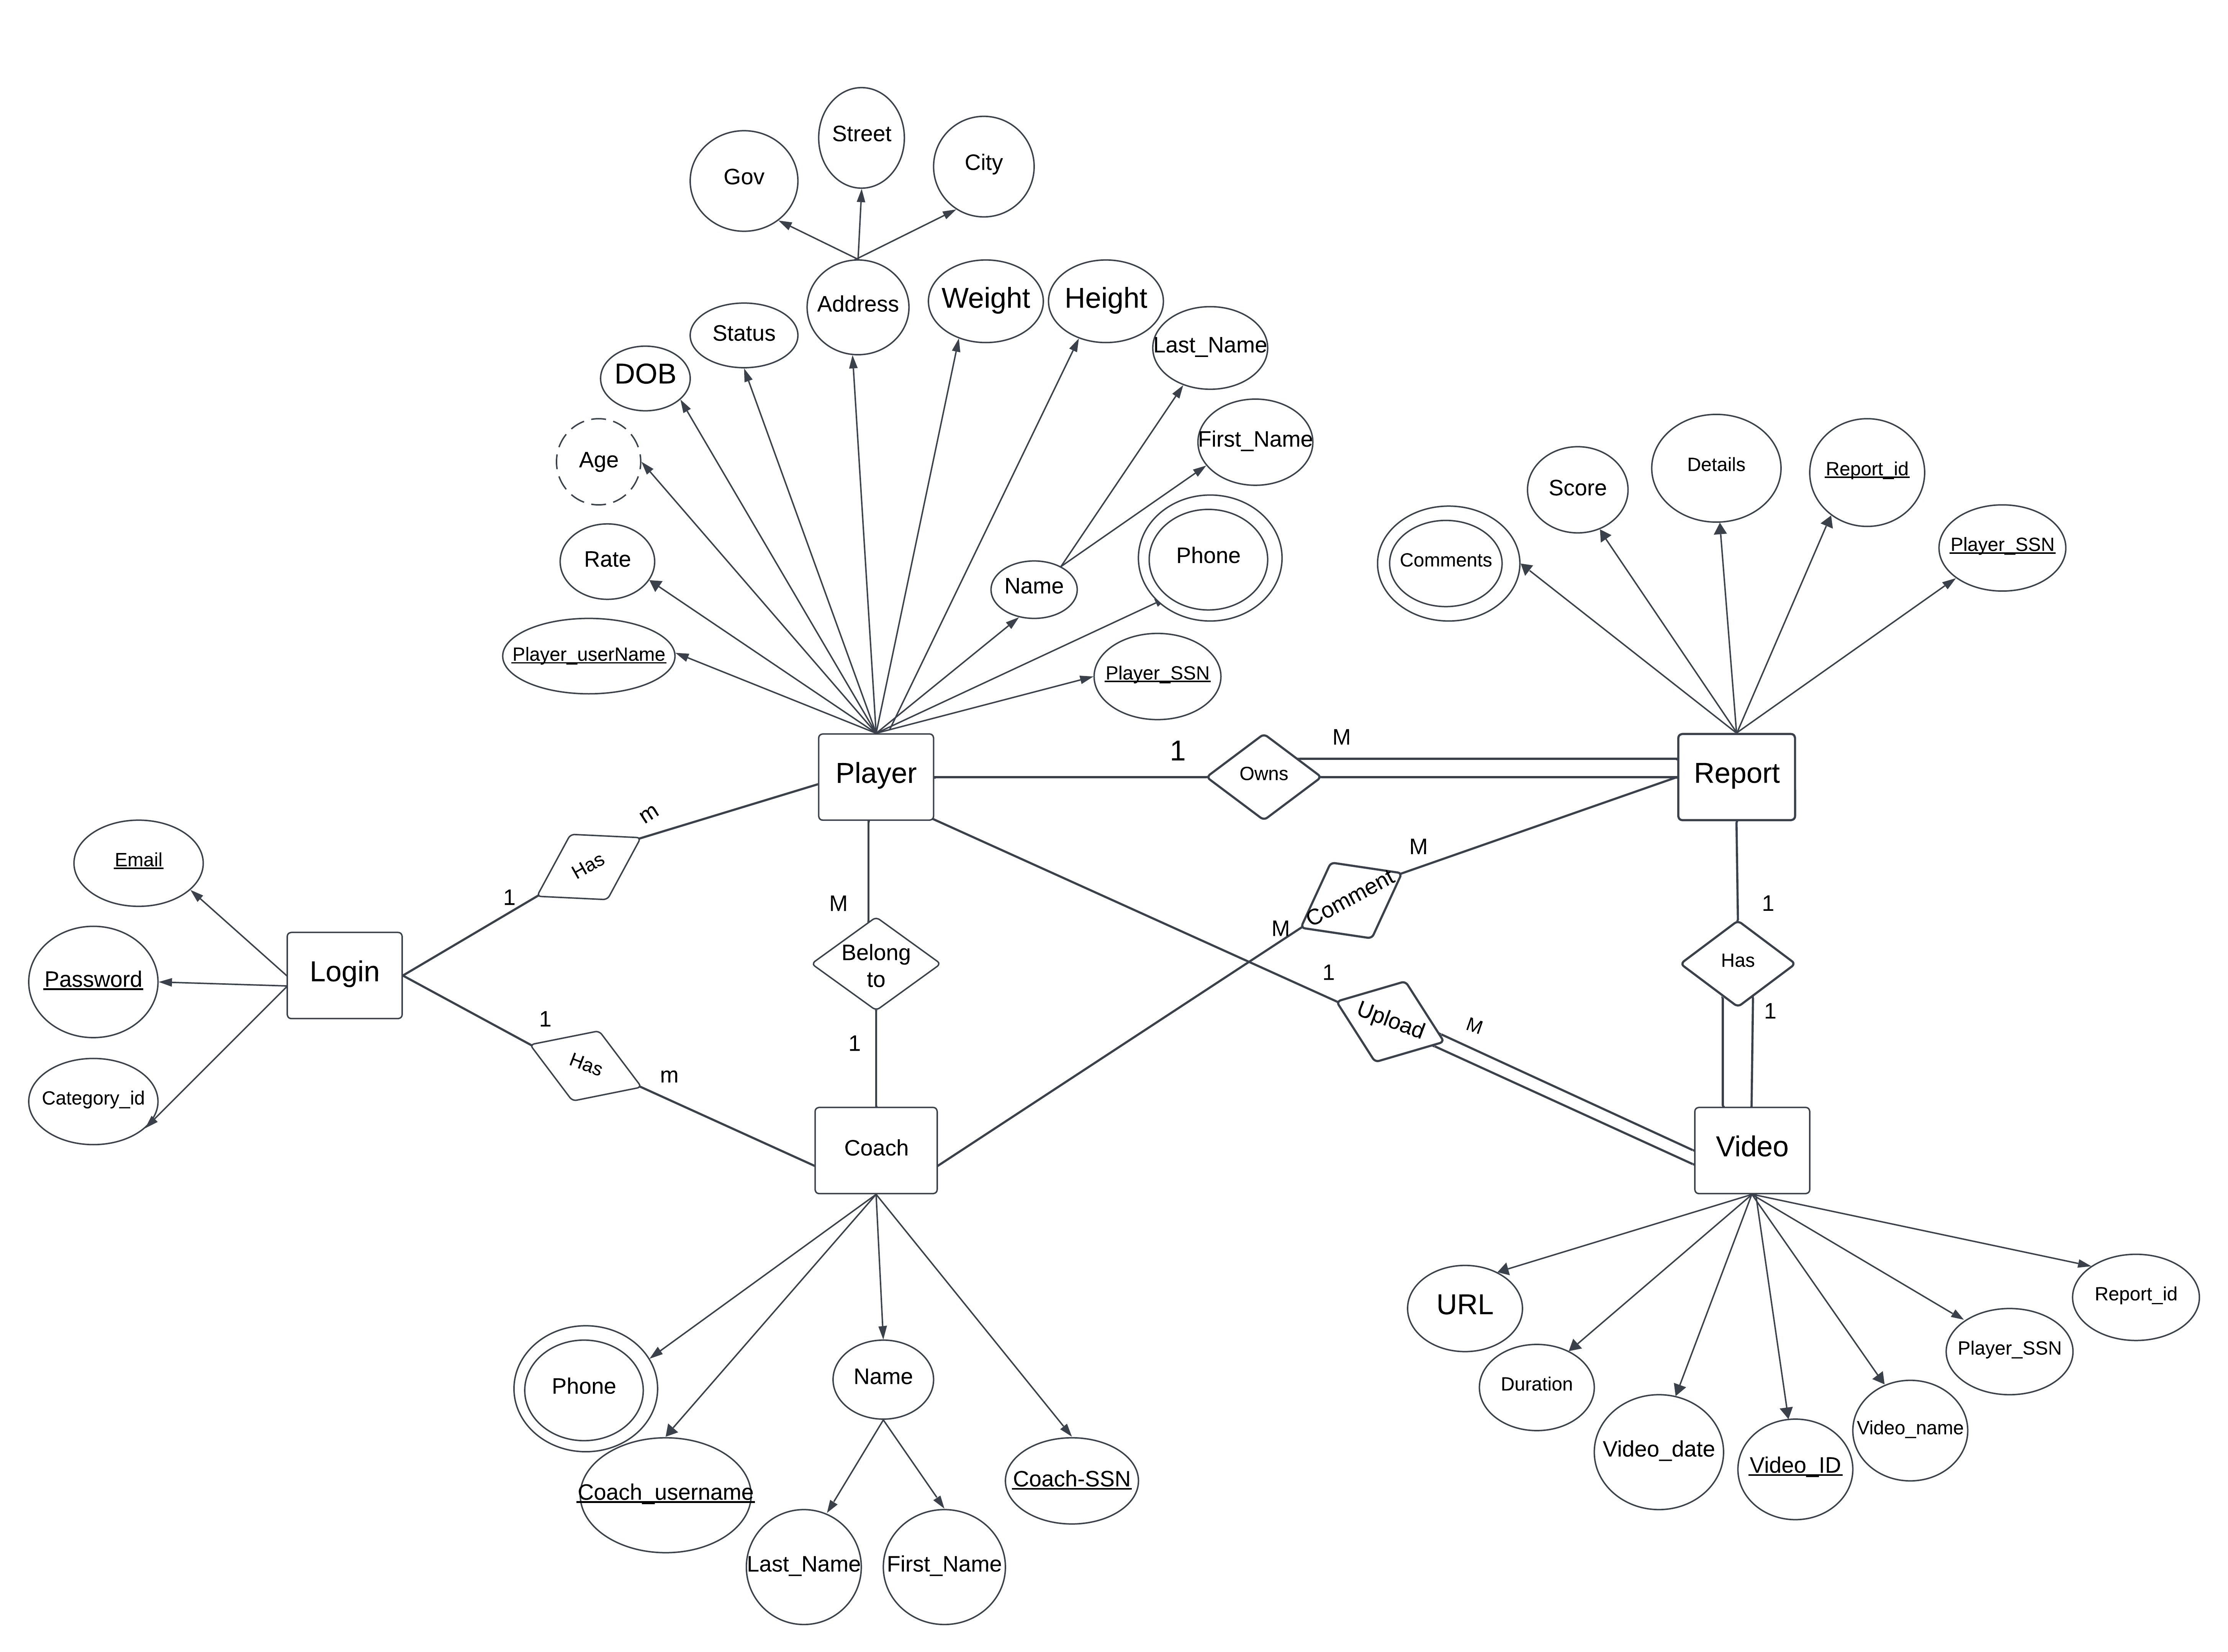 Street
City
Gov
Weight
Height
Address
Status
Last_Name
DOB
First_Name
Age
Details
Report_id
Score
Phone
Rate
Comments
Player_SSN
Name
Player_userName
Player_SSN
M
1
Player
Owns
Report
m
M
Email
Has
Comment
1
M
1
M
Belong
to
Has
Login
1
Password
1
Upload
M
1
1
1
Has
m
Category_id
Coach
Video
Report_id
URL
Player_SSN
Name
Phone
Duration
Video_name
Video_date
Video_ID
Coach-SSN
Coach_username
Last_Name
First_Name